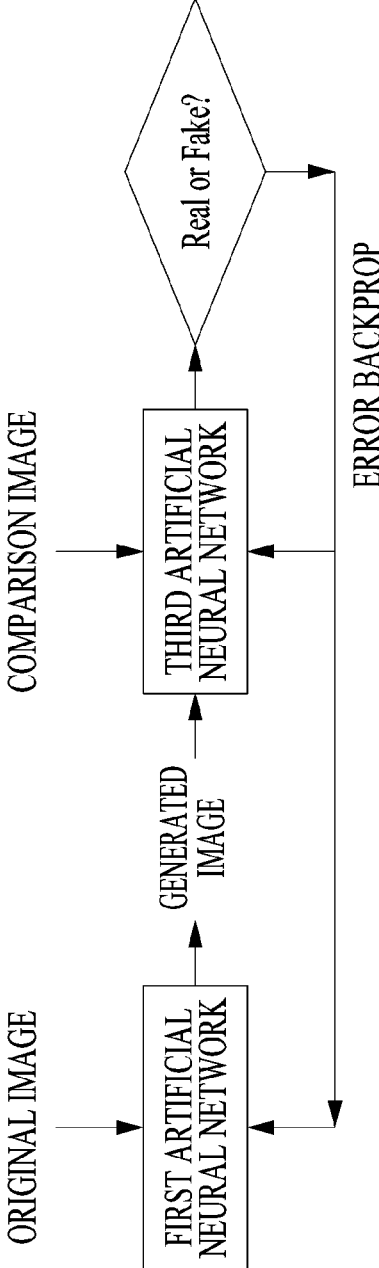 ORIGINAL IMAGE
COMPARISON IMAGE
FIRST ARTIFICIAL
NEURAL NETWORK
GENERATED
IMAGE
THIRD ARTIFICIAL
NEURAL NETWORK
Real or Fake?
ERROR BACKPROP